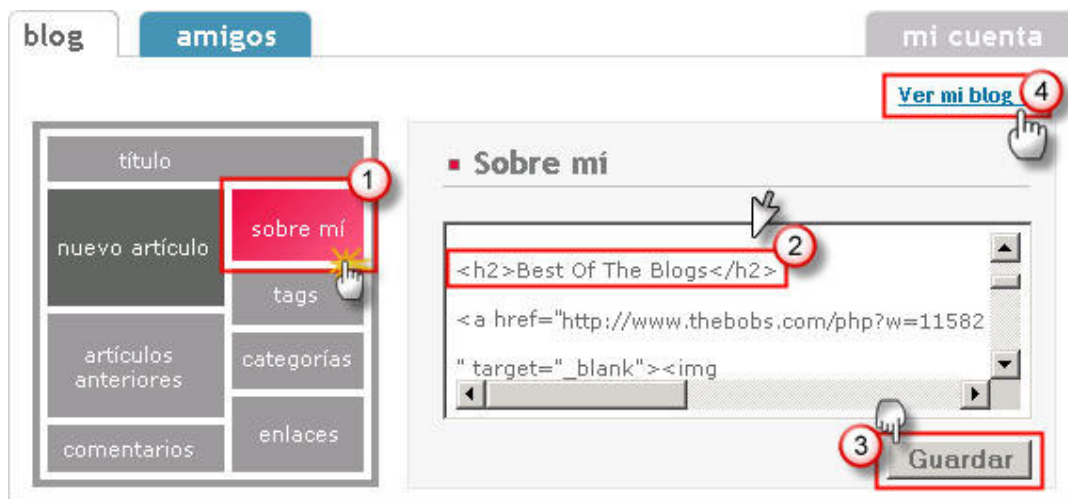 blog
amigos
mi cuenta
Ver mi blog
4
título
1
nuevo artículo
sobre mí
tags
artículos
anteriores
categorías
comentarios
enlaces
Sobre mí
2
<h2>Best Of The Blogs</h2>
<a href="http://www.thebobs.com/php?w=11582
" target="_blank"><img
3
Guardar